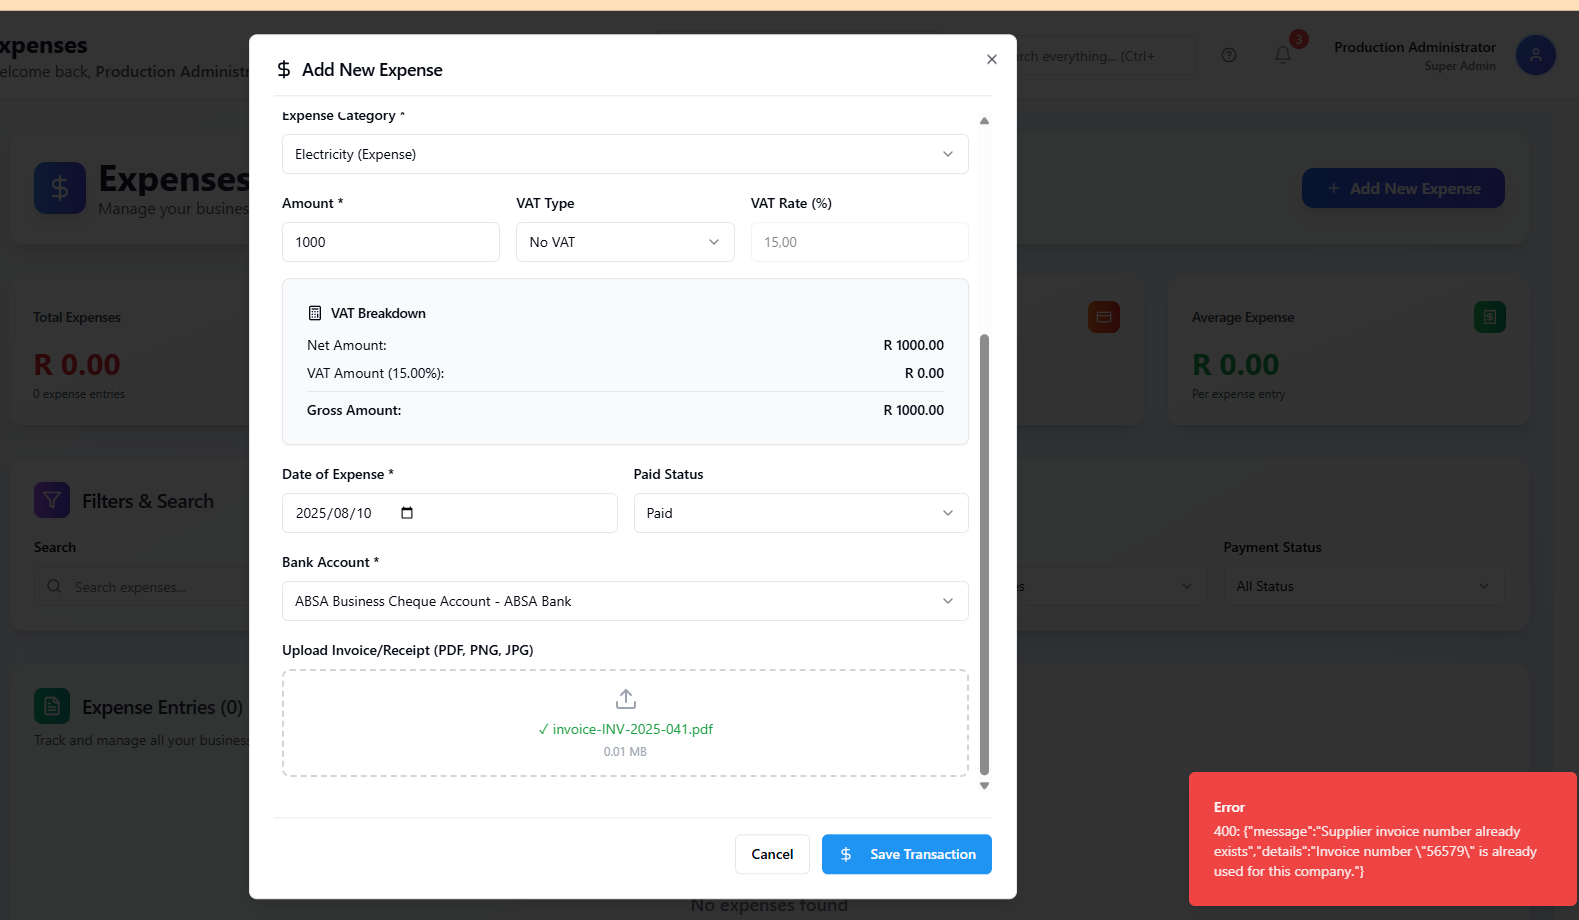 xpenses
elcome back, Production Administr
rch everything... (Ctrl+
3
Production Administrator
Super Admin
Expenses
Manage your busines
+ Add New Expense
Total Expenses
R 0.00
0 expense entries
Average Expense
R 0.00
Per expense entry
Filters & Search
Search
Search expenses...
es
Payment Status
All Status
Expense Entries (0)
Track and manage all your business
No expenses found
$ Add New Expense
Expense Category *
Electricity (Expense)
Amount *
VAT Type
VAT Rate (%)
1000
No VAT
15,00
VAT Breakdown
Net Amount: R 1000.00
VAT Amount (15.00%): R 0.00
Gross Amount: R 1000.00
Date of Expense *
Paid Status
2025/08/10
Paid
Bank Account *
ABSA Business Cheque Account - ABSA Bank
Upload Invoice/Receipt (PDF, PNG, JPG)
✓ invoice-INV-2025-041.pdf
0.01 MB
Cancel
$ Save Transaction
Error
400: {"message":"Supplier invoice number already
exists","details":"Invoice number \"56579\" is already
used for this company."}